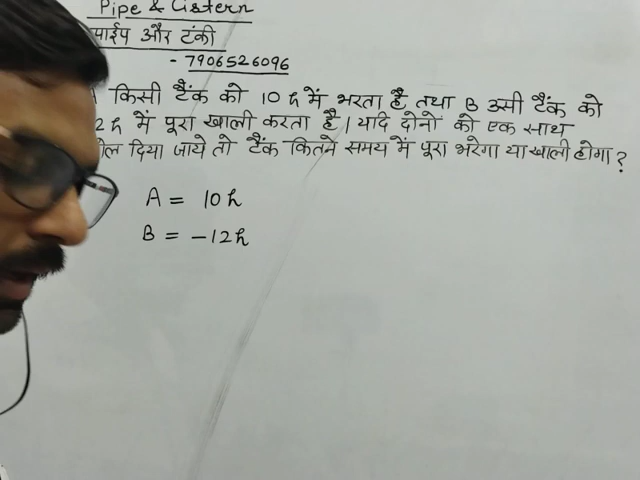 Pipe & Cistern
पाईप और टंकी
- 7906526096
किसी टैंक को 10 h में भरता है, तथा B उसी टैंक को
2 h में पूरा खाली करता है। यदि दोनों को एक साथ
दिया जाये तो टैंक कितने समय में पूरा भरेगा या खाली होगा ?
A = 10 h
B = -12 h